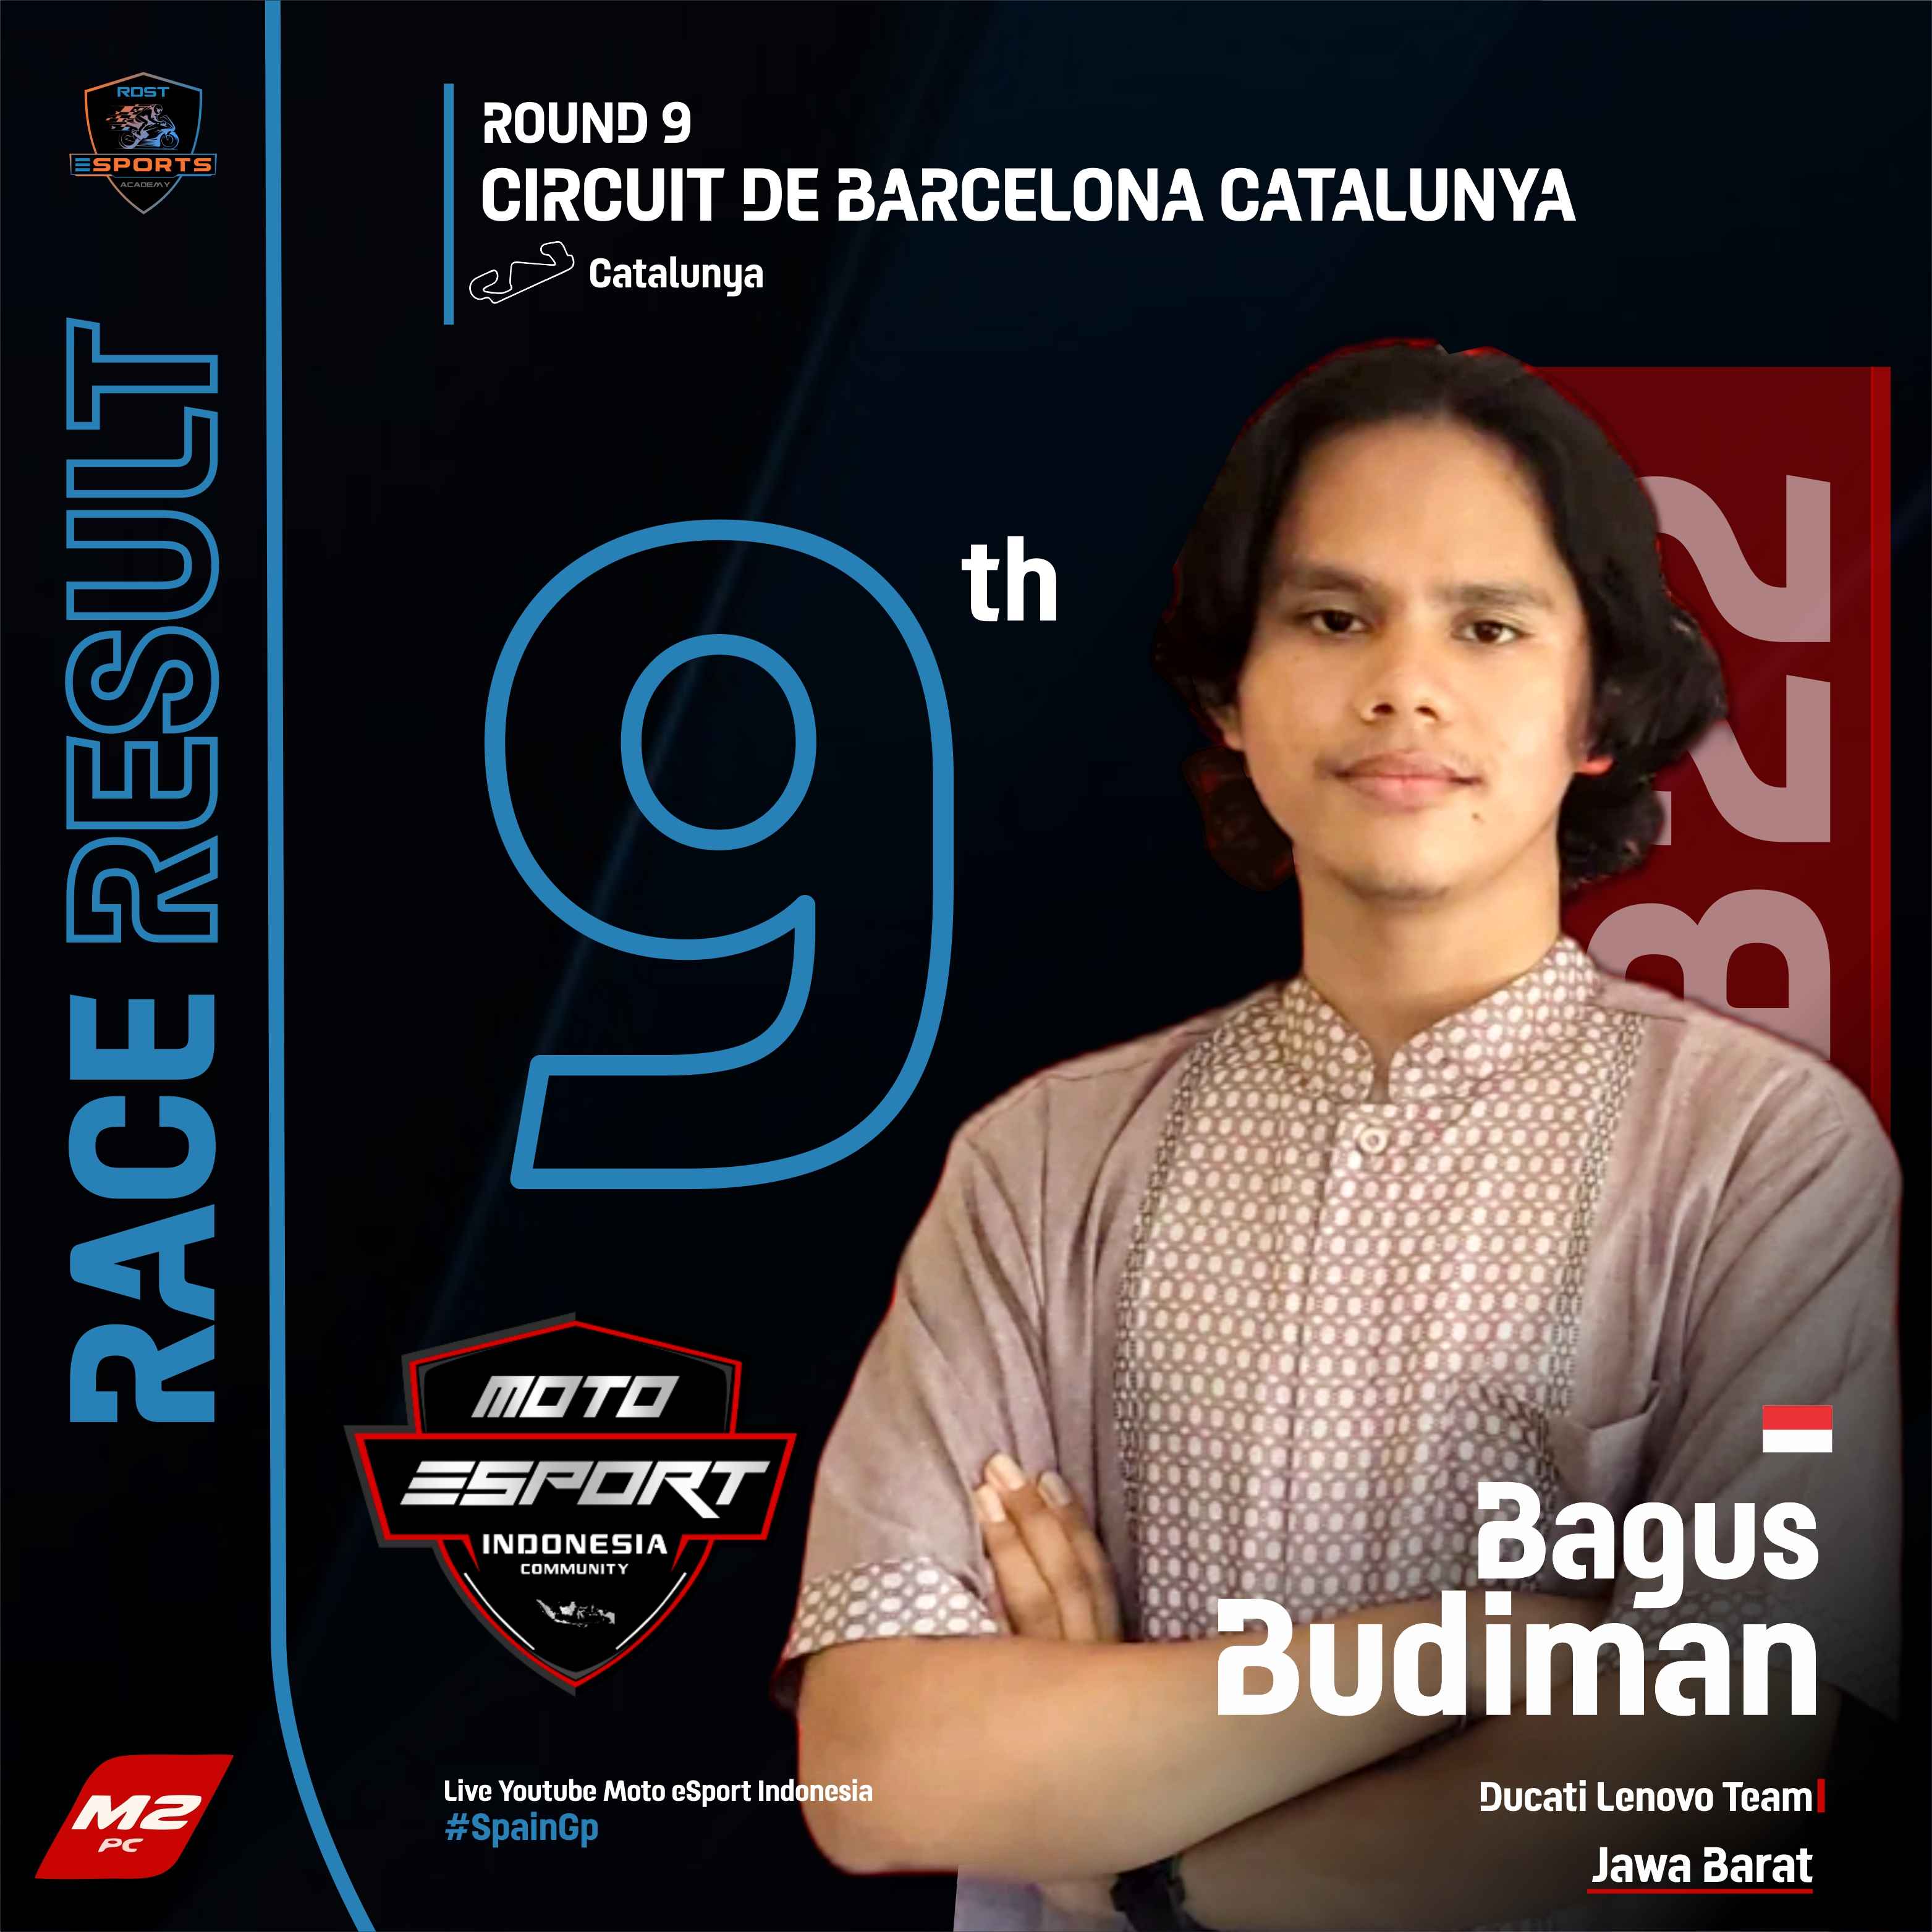 RDST
ESPORTS
ACADEMY
ROUND 9
CIRCUIT DE BARCELONA CATALUNYA
Catalunya
RACE RESULT
9th
B22
MOTO
ESPORT
INDONESIA
COMMUNITY
Bagus
Budiman
Ducati Lenovo Team
Jawa Barat
Live Youtube Moto eSport Indonesia
#SpainGp
M2
PC